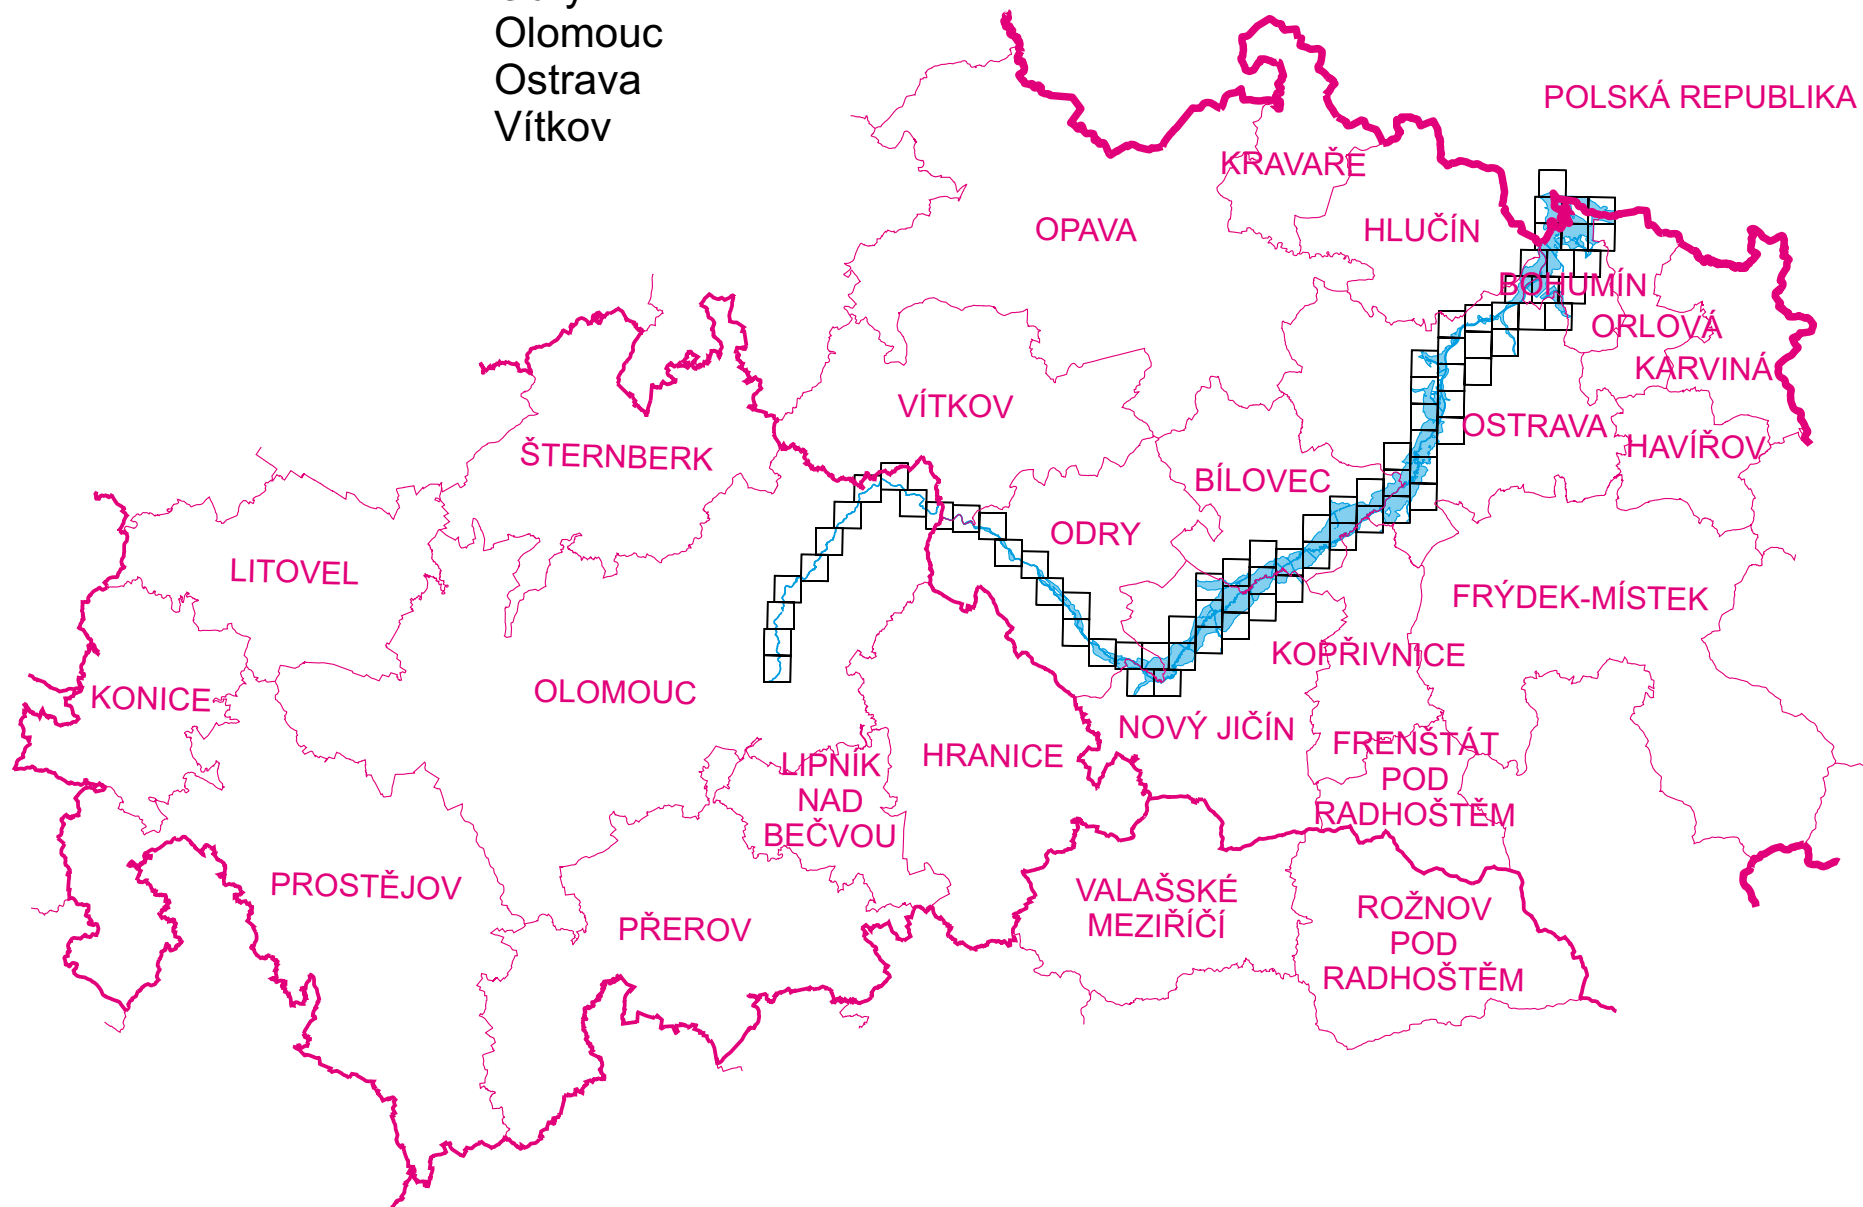 Olomouc
Ostrava
Vítkov
POLSKÁ REPUBLIKA
KRAVAŘE
OPAVA
HLUČÍN
BOHUMÍN
ORLOVÁ
KARVINÁ
VÍTKOV
OSTRAVA
HAVÍŘOV
ŠTERNBERK
BÍLOVEC
ODRY
LITOVEL
FRÝDEK-MÍSTEK
KOPŘIVNICE
KONICE
OLOMOUC
NOVÝ JIČÍN
HRANICE
FRENŠTÁT
POD
RADHOŠTĚM
LIPNÍK
NAD
BEČVOU
PROSTĚJOV
PŘEROV
VALAŠSKÉ
MEZIŘÍČÍ
ROŽNOV
POD
RADHOŠTĚM